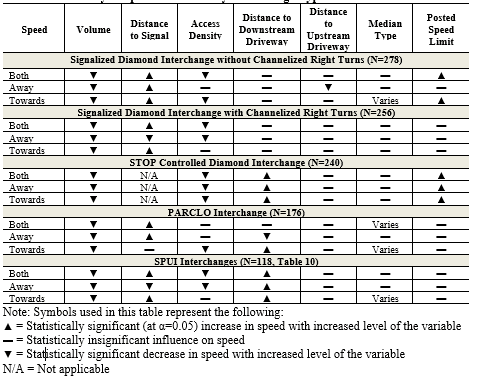 Speed Volume Distance to Signal Access Density Distance to Downstream Driveway Distance to Upstream Driveway Median Type Posted Speed Limit
Signalized Diamond Interchange without Channelized Right Turns (N=278)
Both ▼ ▲ ▼ — — — ▲
Away ▼ ▲ — — ▼ — —
Towards ▼ ▲ ▼ — — Varies ▲
Signalized Diamond Interchange with Channelized Right Turns (N=256)
Both ▼ ▲ ▼ — — — —
Away ▼ ▲ ▼ — — — —
Towards ▼ ▲ — — — — —
STOP Controlled Diamond Interchange (N=240)
Both ▼ N/A ▼ ▲ — — ▲
Away ▼ N/A ▼ ▲ — — ▲
Towards ▼ N/A ▼ ▲ — — ▲
PARCLO Interchange (N=176)
Both ▼ ▲ — — — Varies —
Away ▼ ▲ — ▼ — — —
Towards ▼ — ▼ ▲ — Varies —
SPUI Interchanges (N=118, Table 10)
Both ▼ ▲ ▼ ▲ — — —
Away ▼ ▲ ▼ ▲ — — —
Towards ▼ ▲ — ▲ — Varies —
Note: Symbols used in this table represent the following:
▲ = Statistically significant (at α=0.05) increase in speed with increased level of the variable
— = Statistically insignificant influence on speed
▼ = Statistically significant decrease in speed with increased level of the variable
N/A = Not applicable